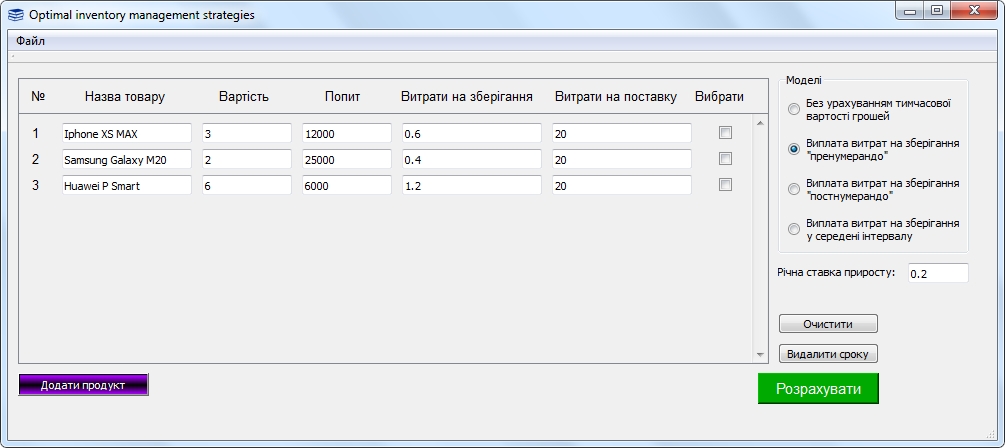 Optimal inventory management strategies
Файл
№ Назва товару Вартість Попит Витрати на зберігання Витрати на поставку Вибрати
1 Iphone XS MAX 3 12000 0.6 20
2 Samsung Galaxy M20 2 25000 0.4 20
3 Huawei P Smart 6 6000 1.2 20
Моделі
Без урахуванням тимчасової
вартості грошей
Виплата витрат на зберігання
"пренумерандо"
Виплата витрат на зберігання
"постнумерандо"
Виплата витрат на зберігання
у середені інтервалу
Річна ставка приросту: 0.2
Очистити
Видалити сроку
Додати продукт
Розрахувати